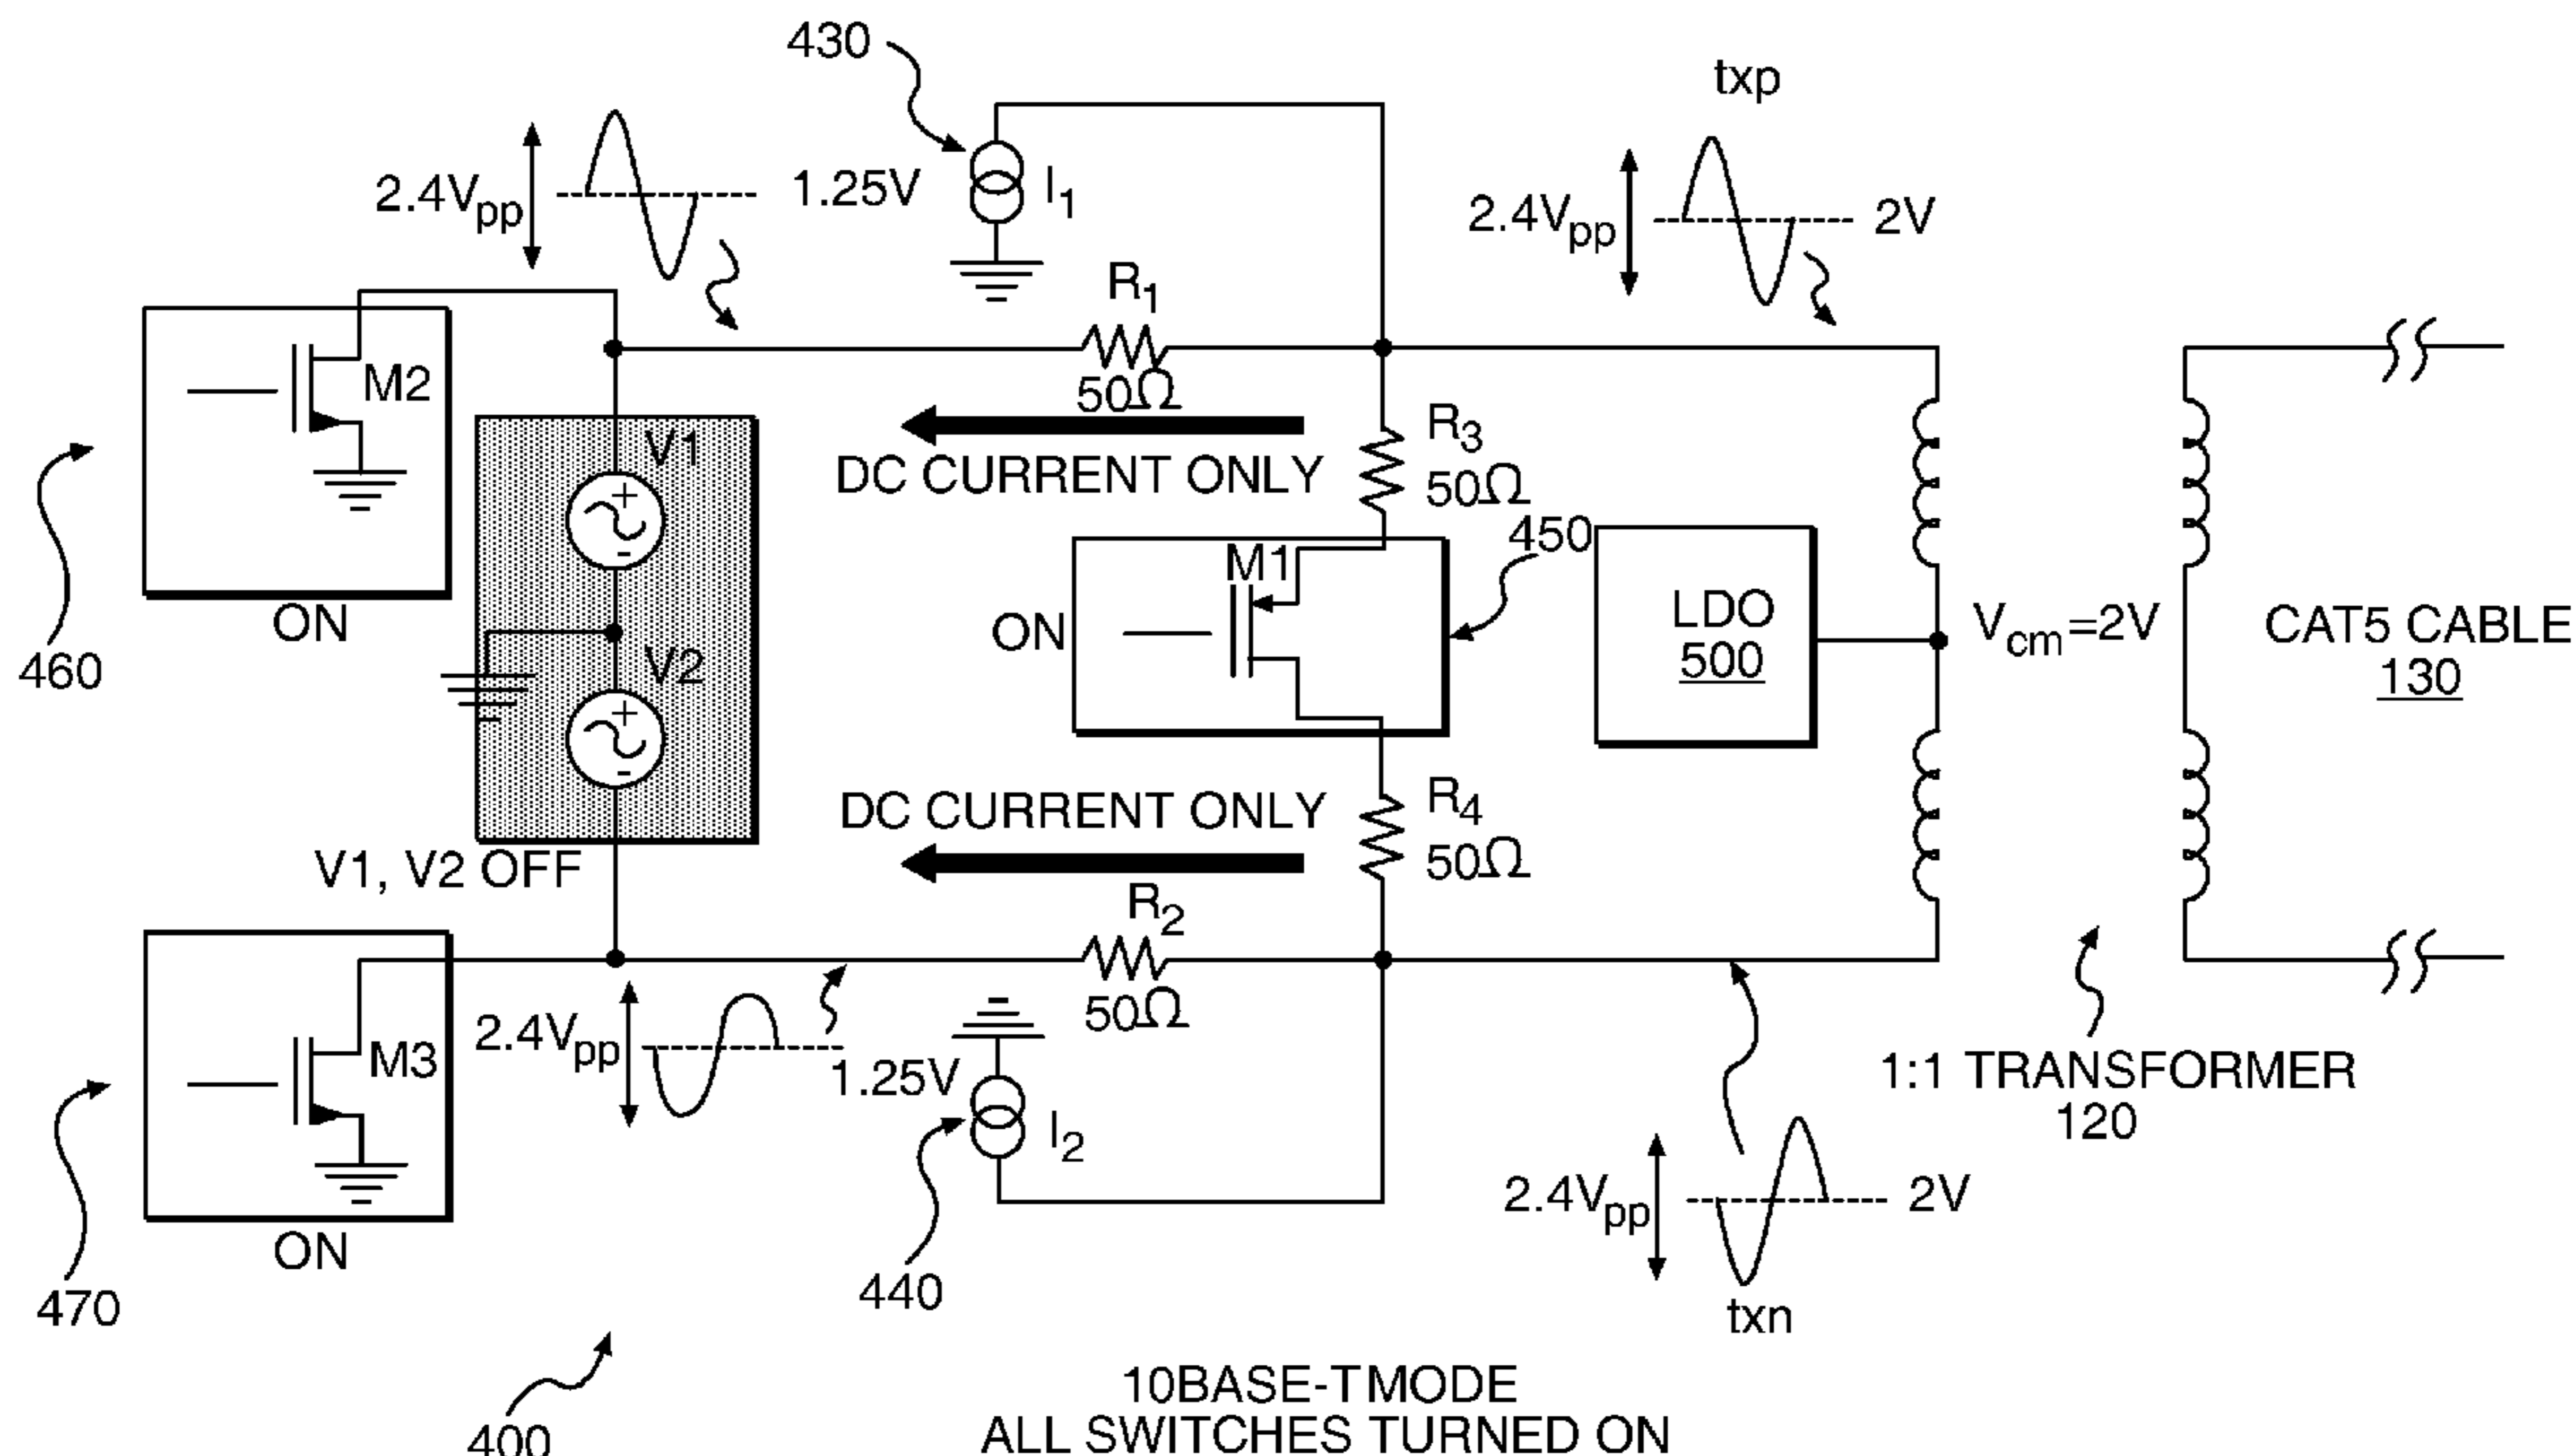 430
txp
2.4Vpp
1.25V
I1
2.4Vpp
2V
R1
50Ω
M2
V1
R3
50Ω
DC CURRENT ONLY
450
M1
ON
ON
460
LDO
500
Vcm=2V
CAT5 CABLE
130
V2
DC CURRENT ONLY
R4
50Ω
V1, V2 OFF
R2
50Ω
2.4Vpp
1.25V
M3
I2
1:1 TRANSFORMER
120
2.4Vpp
2V
ON
470
440
txn
400
10BASE-TMODE
ALL SWITCHES TURNED ON